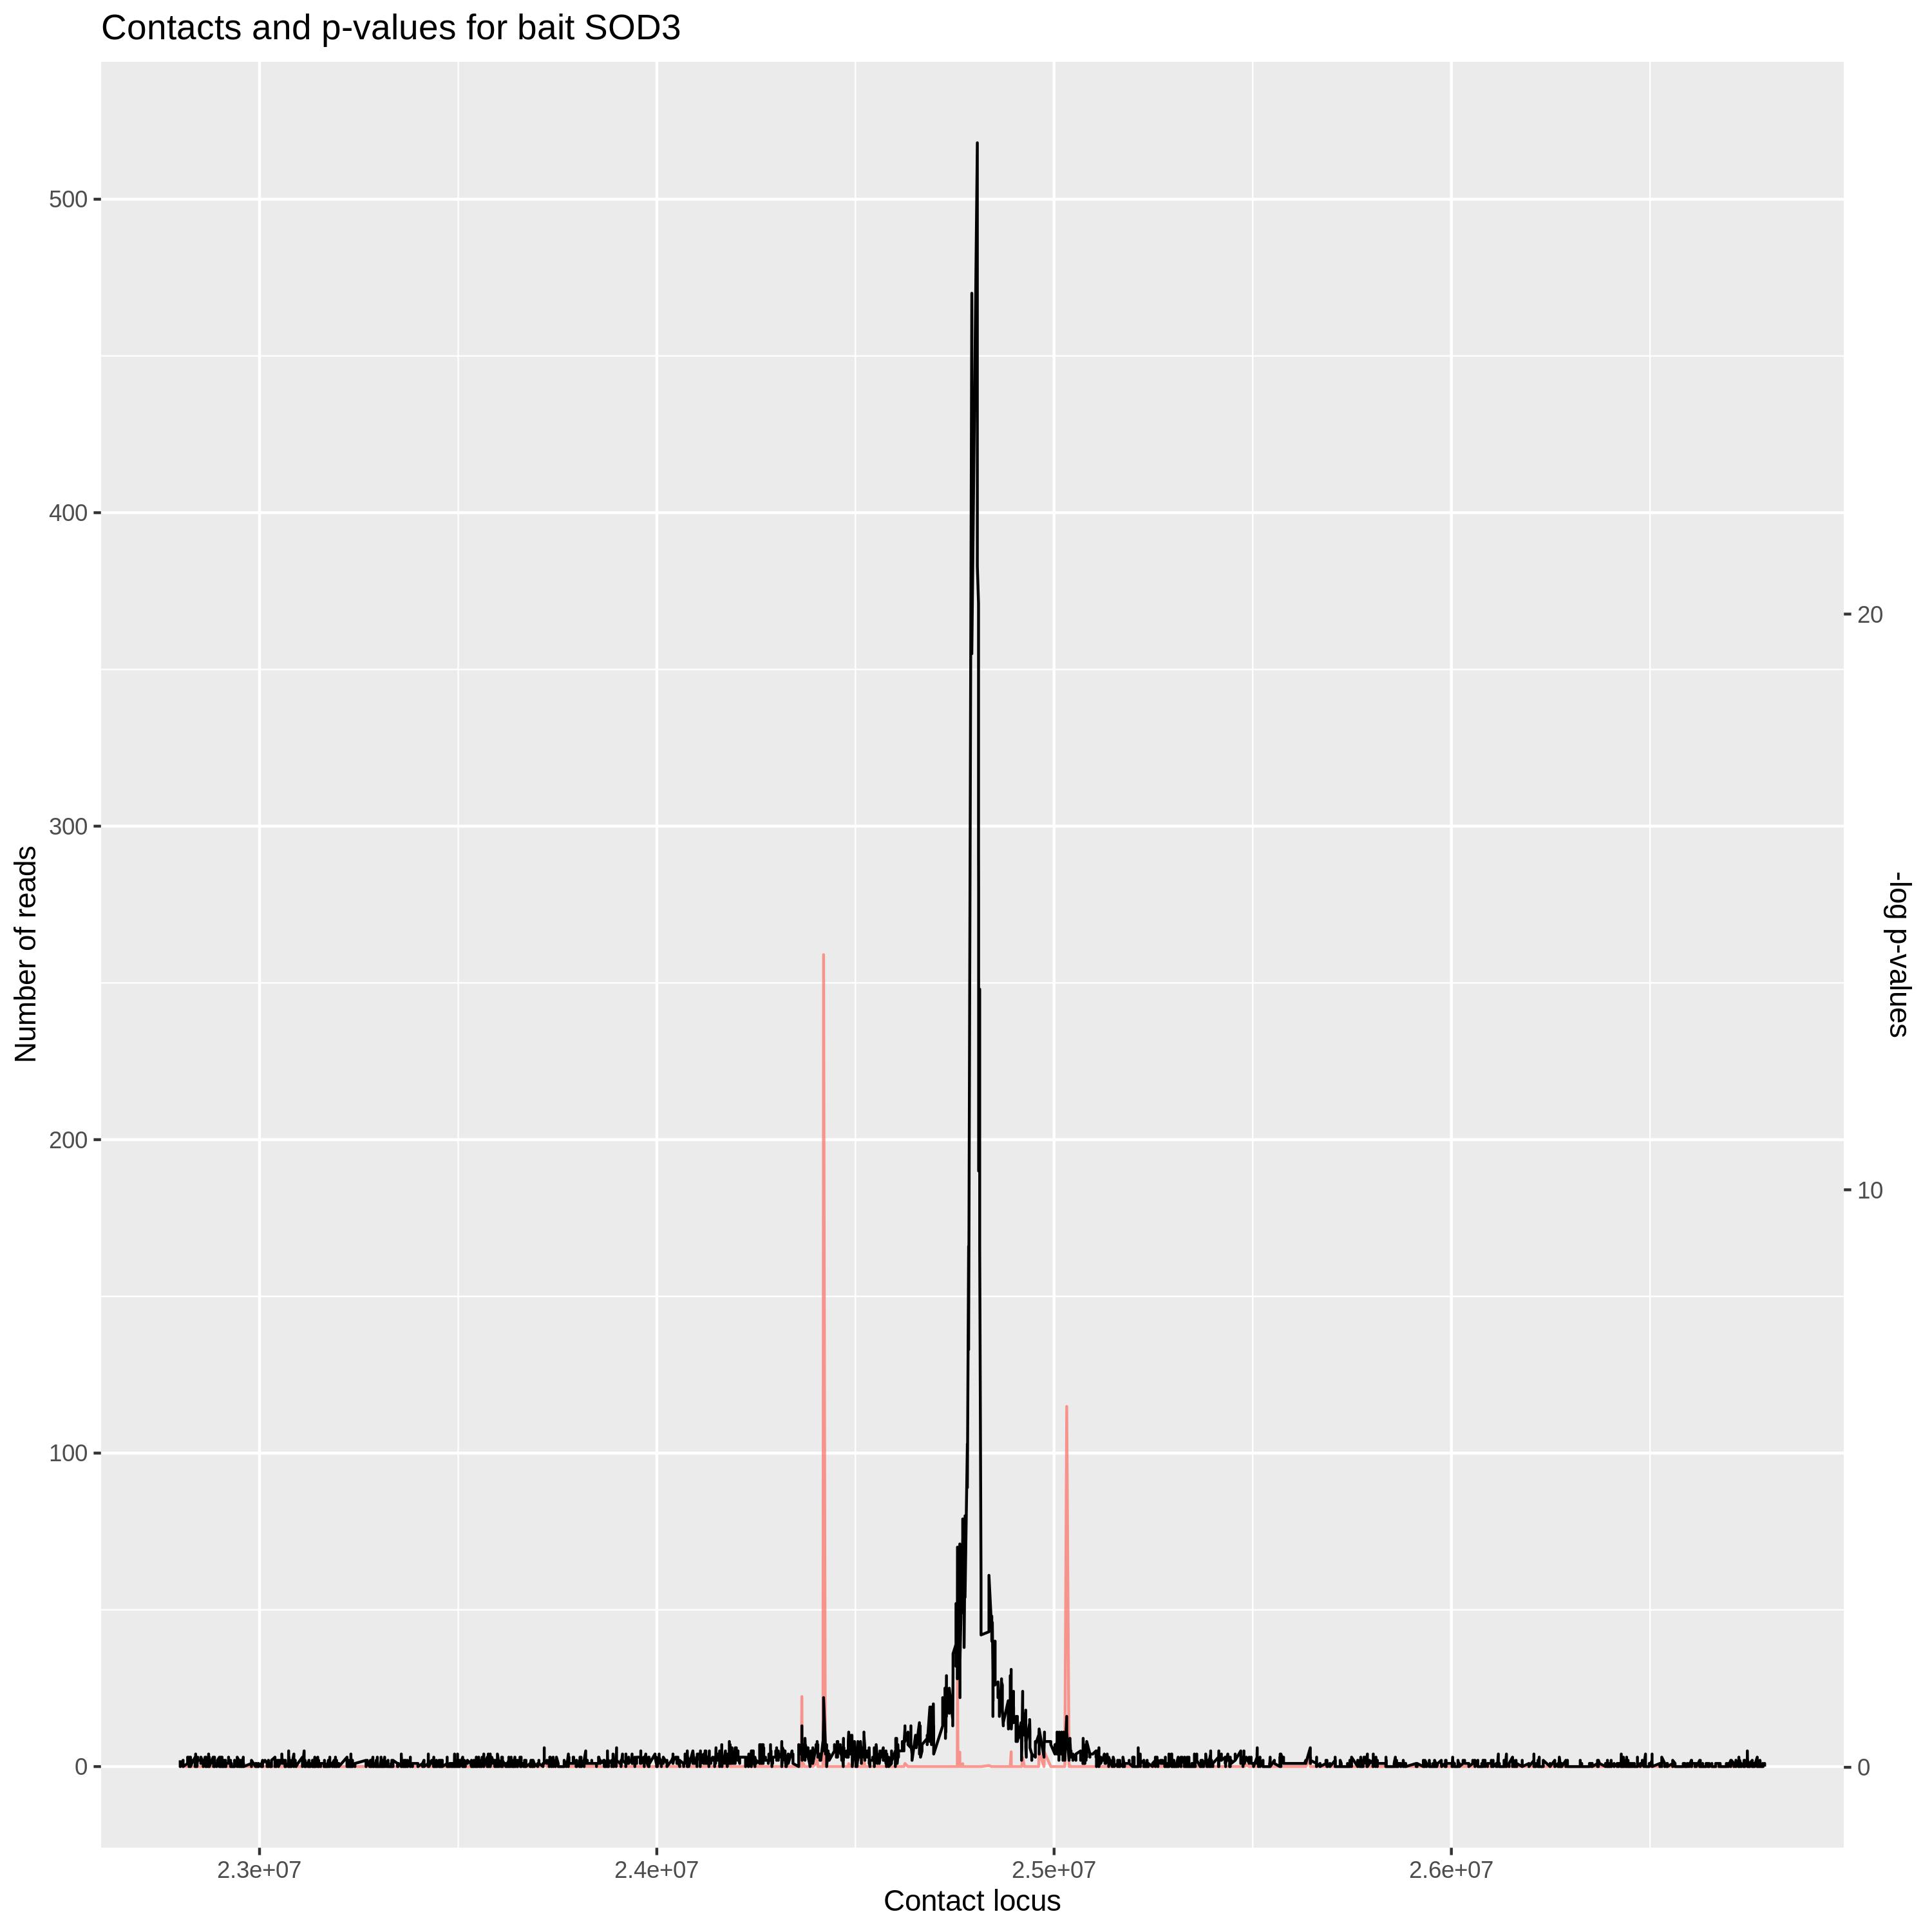 Contacts and p-values for bait SOD3
500
400
300
200
100
0
Number of reads
20
10
0
-log p-values
2.3e+07
2.4e+07
2.5e+07
2.6e+07
Contact locus